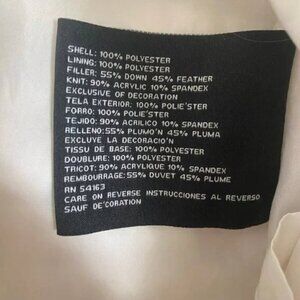 SHELL: 100% POLYESTER
LINING: 100% POLYESTER
FILLER: 55% DOWN 45% FEATHER
KNIT: 90% ACRYLIC 10% SPANDEX
EXCLUSIVE OF DECORATION
TELA EXTERIOR: 100% POLIE'STER
FORRO: 100% POLIE'STER
TEJIDO: 90% ACRILICO 10% SPANDEX
RELLENO:55% PLUMO'N 45% PLUMA
EXCLUYE LA DECORACIO'N
TISSU DE BASE: 100% POLYESTER
DOUBLURE: 100% POLYESTER
TRICOT: 90% ACRYLIQUE 10% SPANDEX
REMBOURRAGE:55% DUVET 45% PLUME
RN 54163
CARE ON REVERSE INSTRUCCIONES AL REVERSO
SAUF DE'CORATION